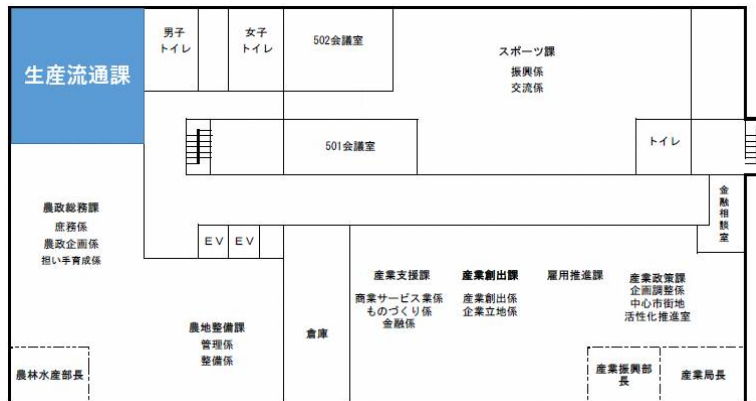 生産流通課
男子
トイレ
女子
トイレ
502会議室
スポーツ課
振興係
交流係
501会議室
トイレ
金融相談室
農政総務課
庶務係
農政企画係
担い手育成係
EV
EV
産業支援課
商業サービス業係
ものづくり係
金融係
産業創出課
産業創出係
企業立地係
雇用推進課
産業政策課
企画調整係
中心市街地
活性化推進室
農地整備課
管理係
整備係
倉庫
農林水産部長
産業振興部
長
産業局長